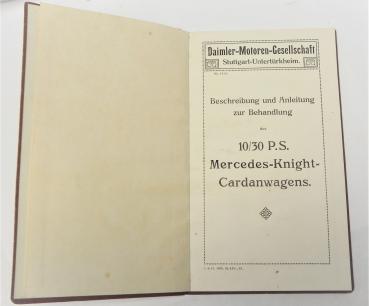 Daimler-Motoren-Gesellschaft
Stuttgart-Untertürkheim.
Beschreibung und Anleitung
zur Behandlung
des
10/30 P.S.
Mercedes-Knight-
Cardanwagens.